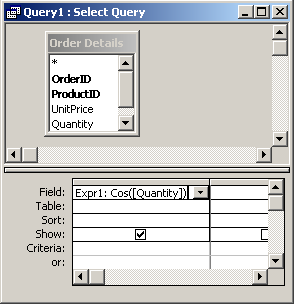 Query1 : Select Query
Order Details
*
OrderID
ProductID
UnitPrice
Quantity
Field: Expr1: Cos([Quantity])
Table:
Sort:
Show:
Criteria:
or: